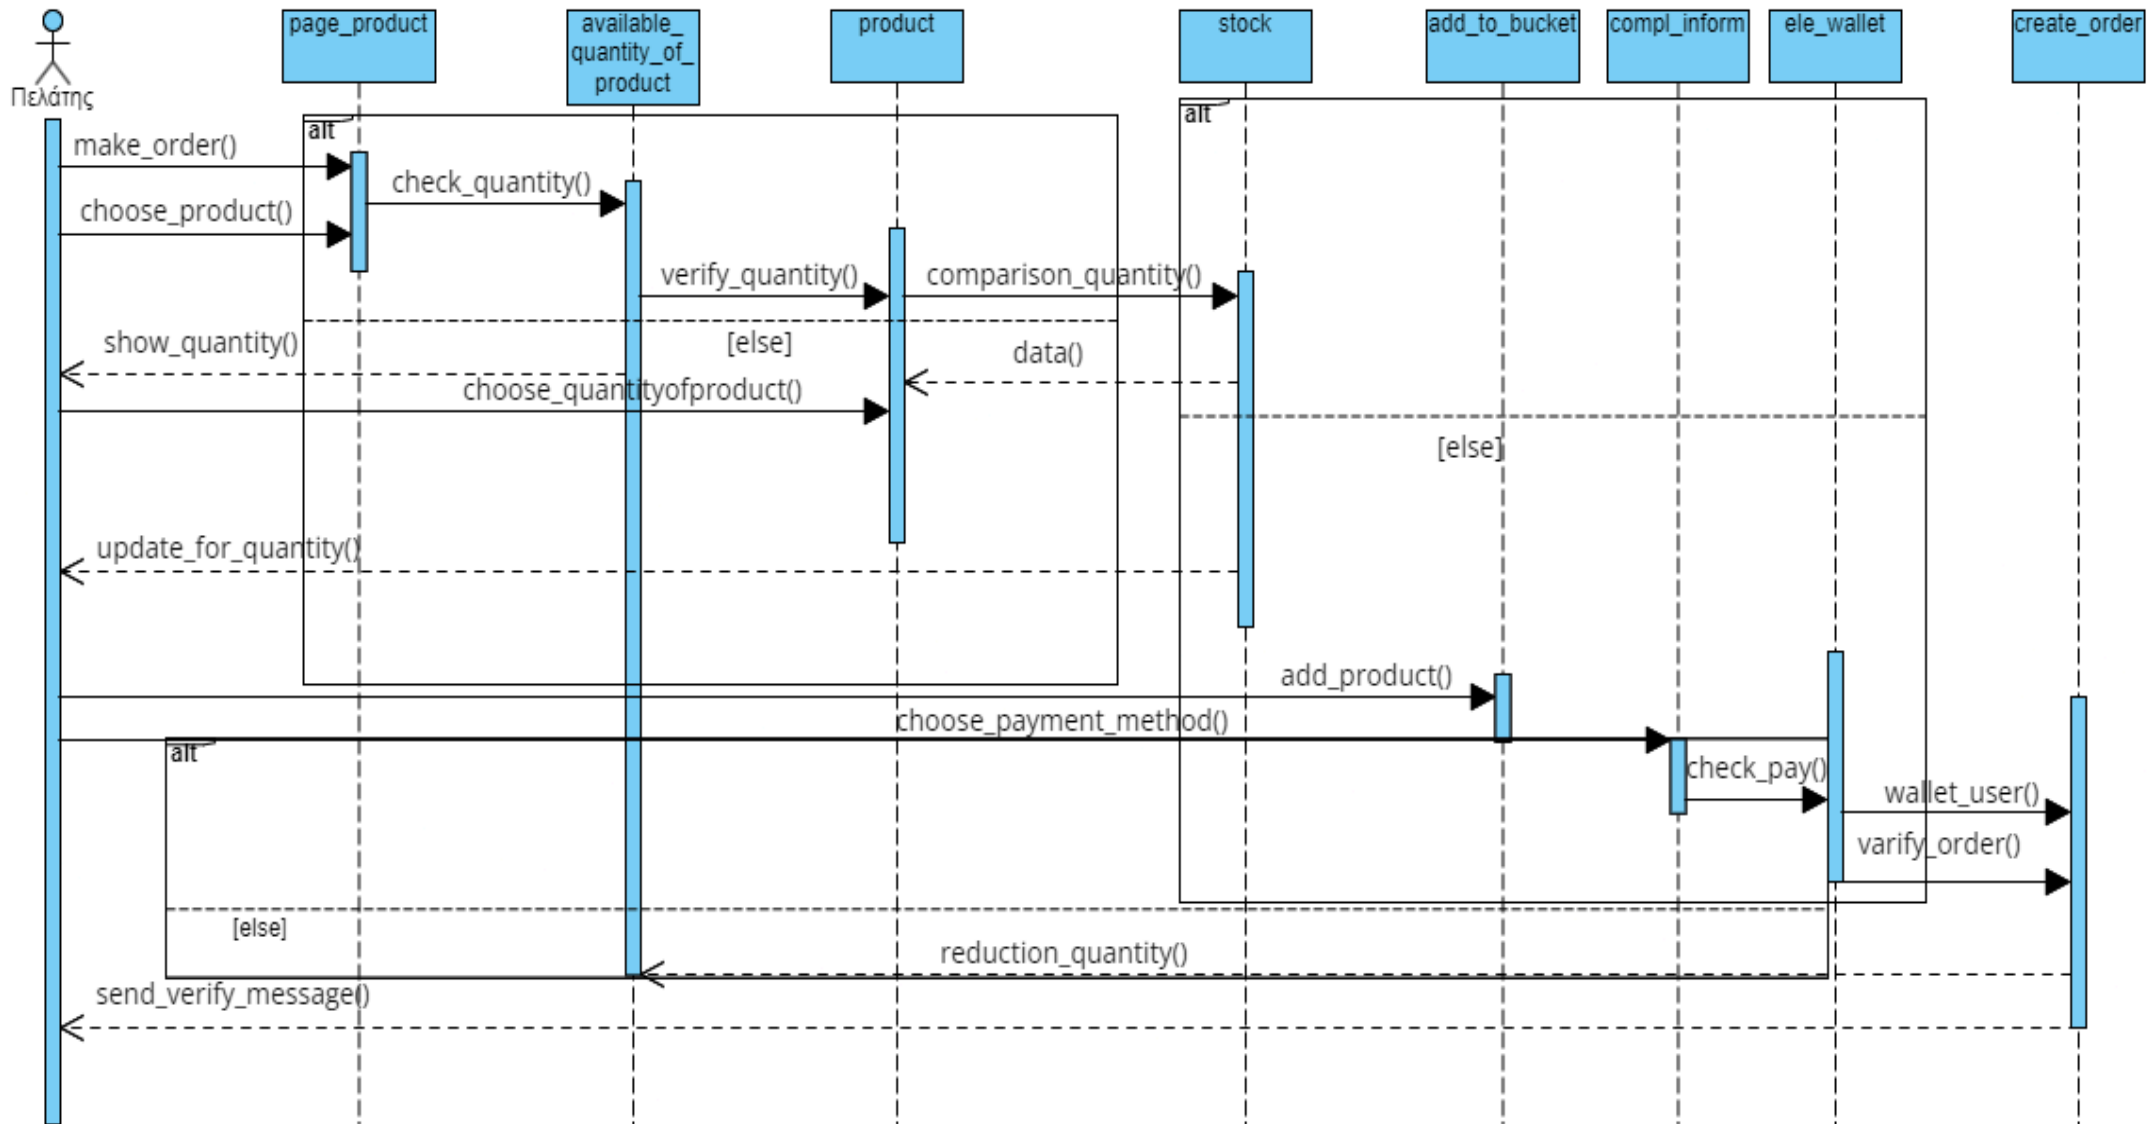 page_product
available_
quantity_of_
product
product
stock
add_to_bucket
compl_inform
ele_wallet
create_order
Πελάτης
alt
alt
make_order()
check_quantity()
choose_product()
verify_quantity()
comparison_quantity()
show_quantity()
[else]
data()
choose_quantityofproduct()
[else]
update_for_quantity()
add_product()
choose_payment_method()
alt
check_pay()
wallet_user()
varify_order()
[else]
reduction_quantity()
send_verify_message()